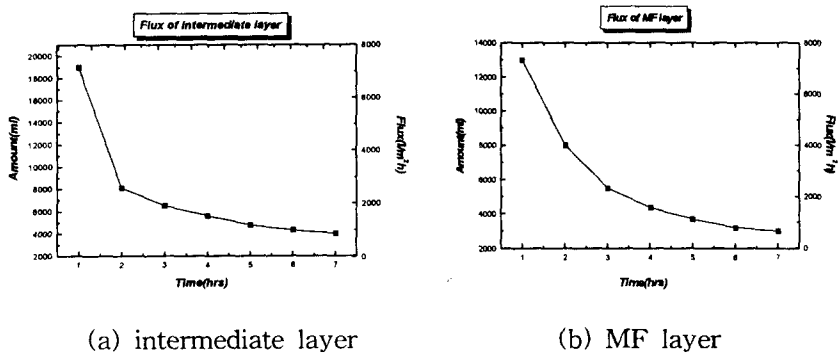 Flux of intermediate layer
Amount(ml)
20000
18000
16000
14000
12000
10000
8000
6000
4000
2000
8000
6000
4000
2000
0
Flux(l/m²h)
1 2 3 4 5 6 7
Time(hrs)
(a) intermediate layer
Flux of MF layer
Amount(ml)
14000
12000
10000
8000
6000
4000
2000
8000
6000
4000
2000
0
Flux(l/m²h)
1 2 3 4 5 6 7
Time(hrs)
(b) MF layer